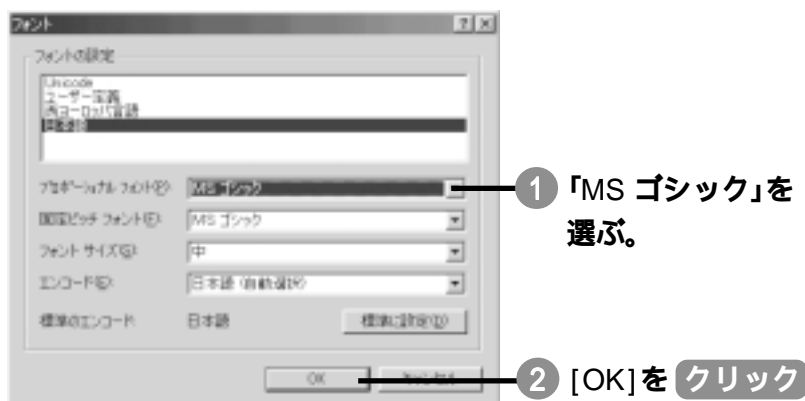 フォント
フォントの設定
Unicode
ユーザー定義
西ヨーロッパ言語
日本語
プロポーショナル フォント(P): MS ゴシック
固定ピッチ フォント(F): MS ゴシック
フォント サイズ(S): 中
エンコード(E): 日本語 (自動選択)
標準のエンコード: 日本語 標準に設定(D)
OK キャンセル
1 「MS ゴシック」を
選ぶ。
2 [OK]を クリック